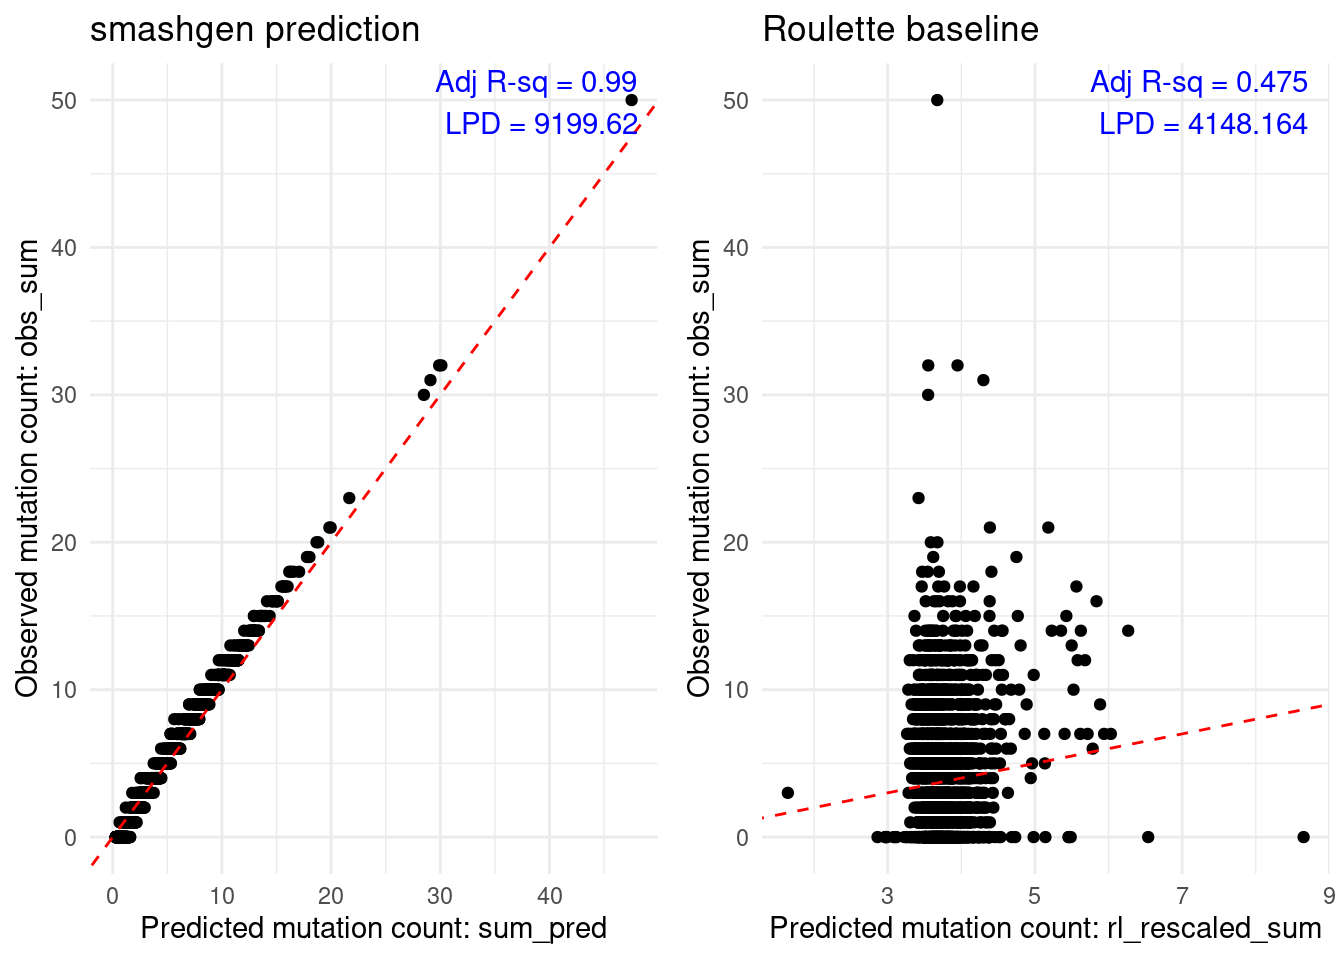 smashgen prediction
Adj R-sq = 0.99
LPD = 9199.62
50
40
30
20
10
0
Observed mutation count: obs_sum
0
10
20
30
40
Predicted mutation count: sum_pred
Roulette baseline
Adj R-sq = 0.475
LPD = 4148.164
50
40
30
20
10
0
Observed mutation count: obs_sum
3
5
7
9
Predicted mutation count: rl_rescaled_sum